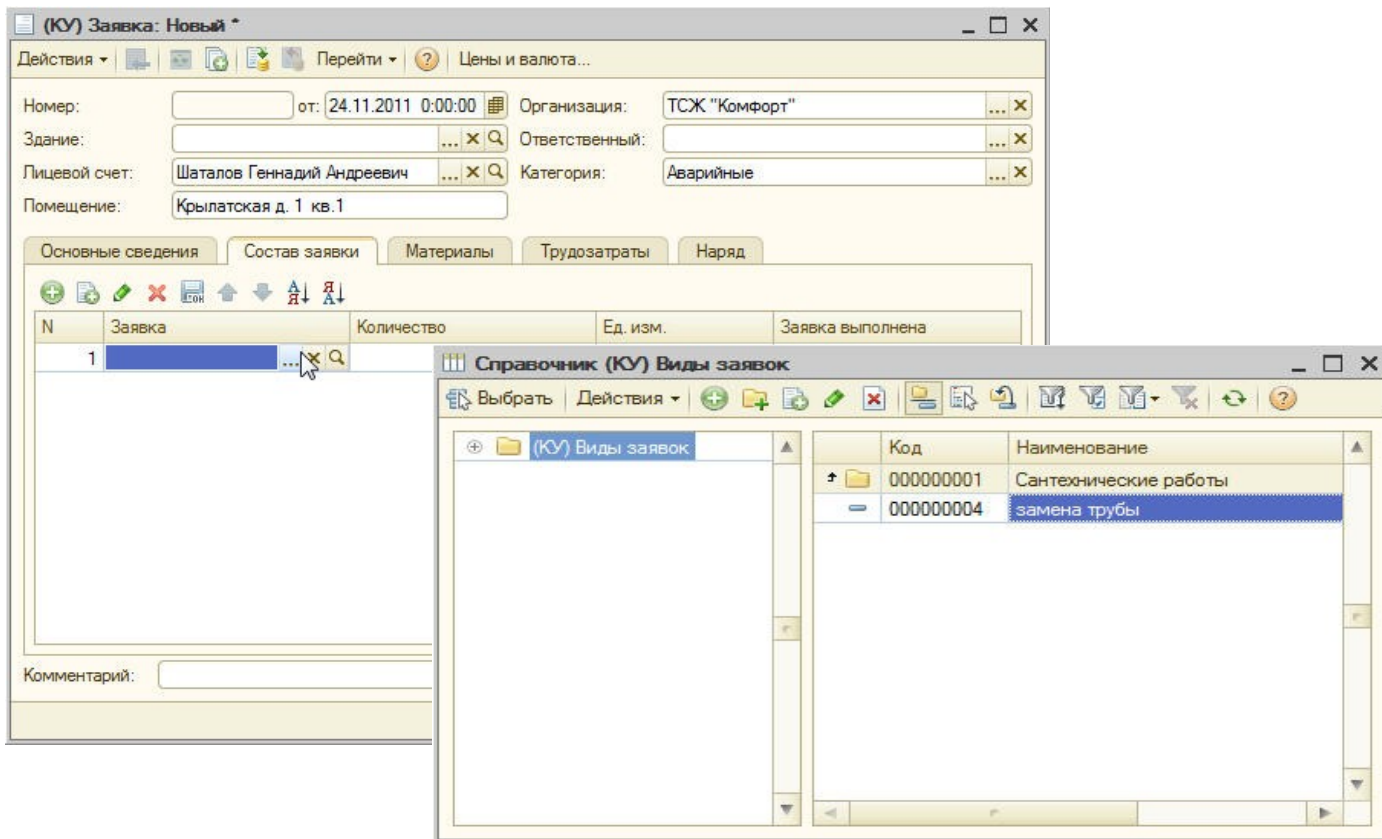 (КУ) Заявка: Новый *
Действия Перейти Цены и валюта...
Номер: от: 24.11.2011 0:00:00 Организация: ТСЖ "Комфорт"
Здание: Ответственный:
Лицевой счет: Шаталов Геннадий Андреевич Категория: Аварийные
Помещение: Крылатская д. 1 кв.1
Основные сведения Состав заявки Материалы Трудозатраты Наряд
N Заявка Количество Ед. изм. Заявка выполнена
1
Комментарий:
Справочник (КУ) Виды заявок
Выбрать Действия
(КУ) Виды заявок
Код Наименование
000000001 Сантехнические работы
000000004 замена трубы